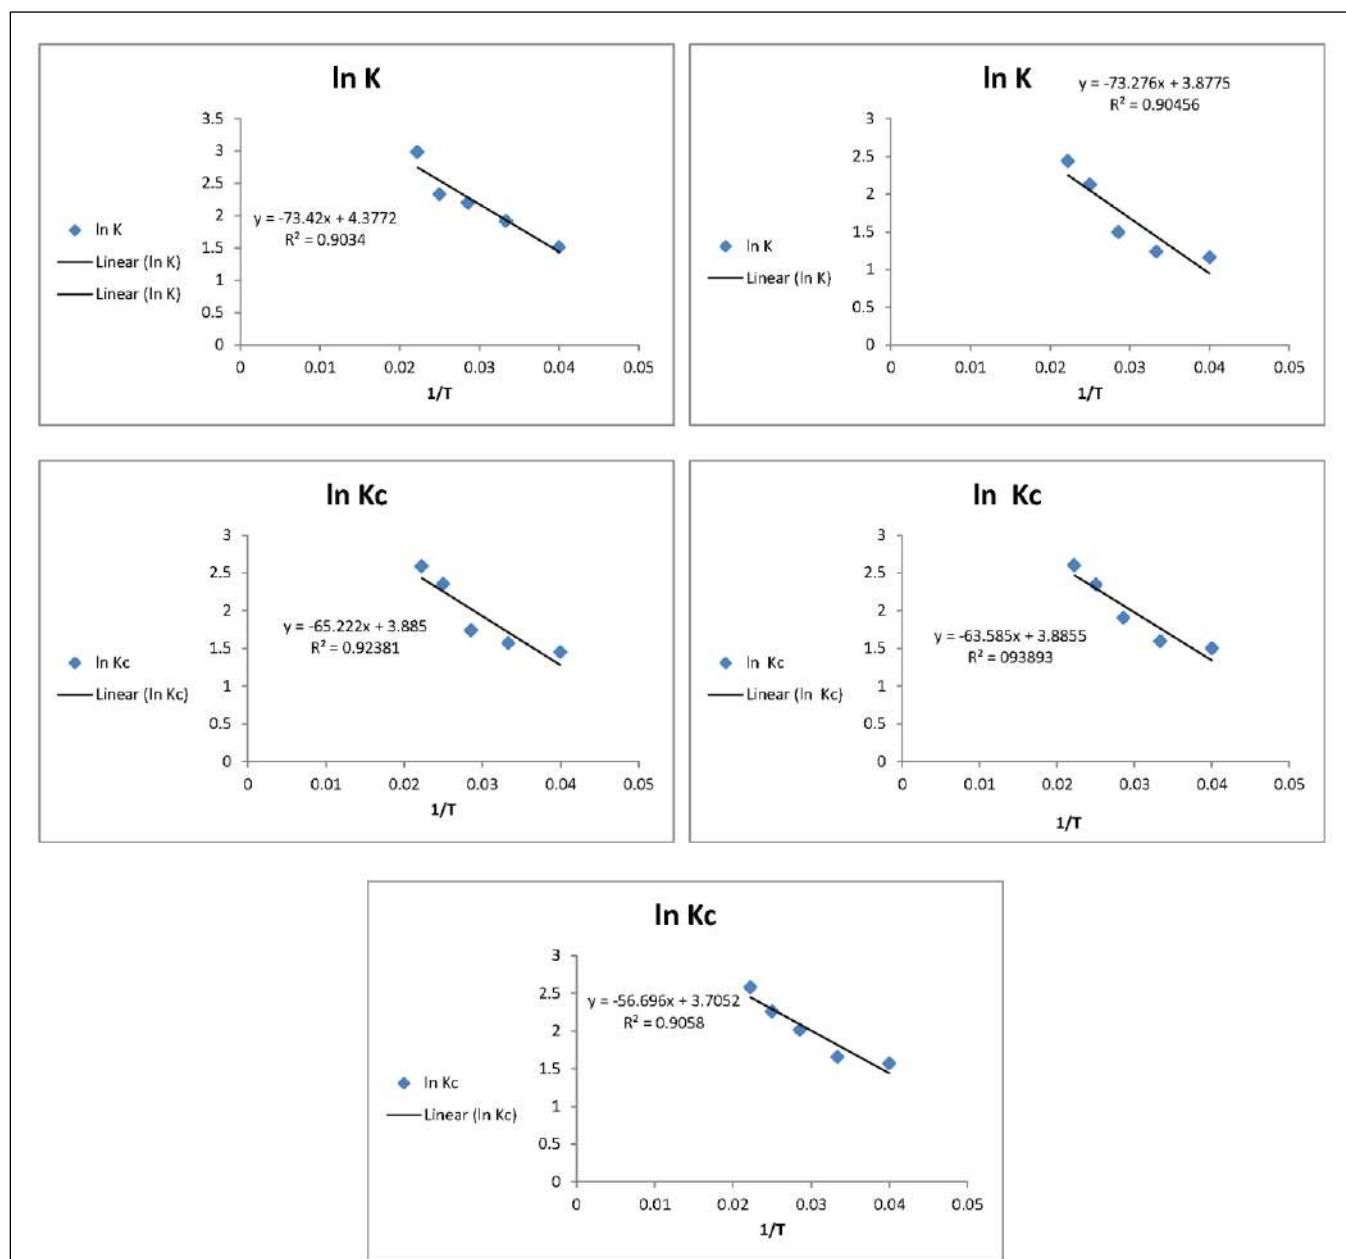 ln K
3.5
3
2.5
2
1.5
1
0.5
0
0 0.01 0.02 0.03 0.04 0.05
1/T
y = -73.42x + 4.3772
R² = 0.9034
ln K
Linear (ln K)
Linear (ln K)
ln K
y = -73.276x + 3.8775
R² = 0.90456
3
2.5
2
1.5
1
0.5
0
0 0.01 0.02 0.03 0.04 0.05
1/T
ln K
Linear (ln K)
ln Kc
3
2.5
2
1.5
1
0.5
0
0 0.01 0.02 0.03 0.04 0.05
1/T
y = -65.222x + 3.885
R² = 0.92381
ln Kc
Linear (ln Kc)
ln Kc
3
2.5
2
1.5
1
0.5
0
0 0.01 0.02 0.03 0.04 0.05
1/T
y = -63.585x + 3.8855
R² = 093893
ln Kc
Linear (ln Kc)
ln Kc
3
2.5
2
1.5
1
0.5
0
0 0.01 0.02 0.03 0.04 0.05
1/T
y = -56.696x + 3.7052
R² = 0.9058
ln Kc
Linear (ln Kc)